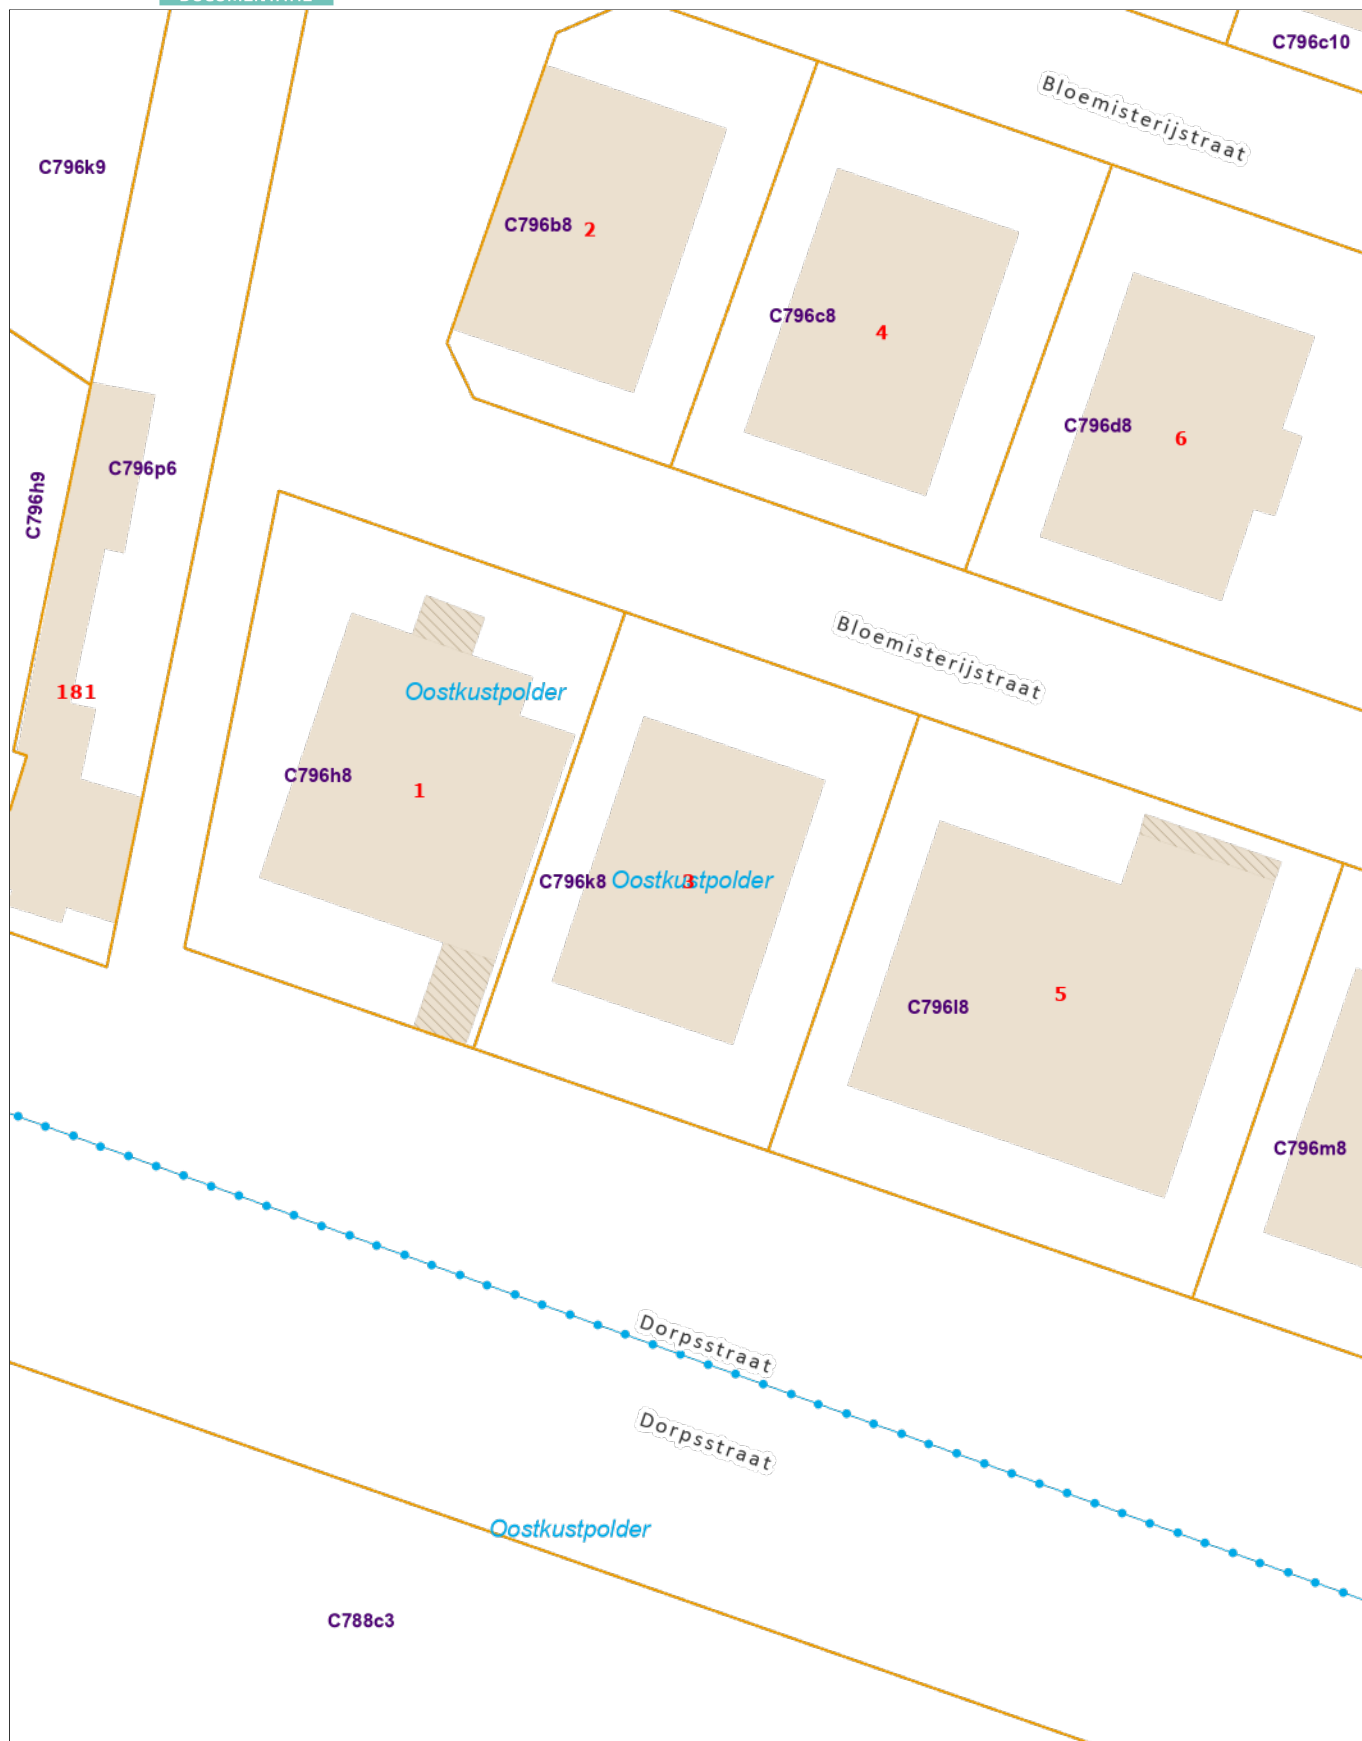 C796c10
Bloemisterijstraat
C796k9
C796b8
2
C796c8
4
C796d8
6
C796p6
C796h9
Bloemisterijstraat
181
Oostkustpolder
C796h8
1
C796k8
Oostkustpolder
3
C796l8
5
C796m8
Dorpsstraat
Dorpsstraat
Oostkustpolder
C788c3